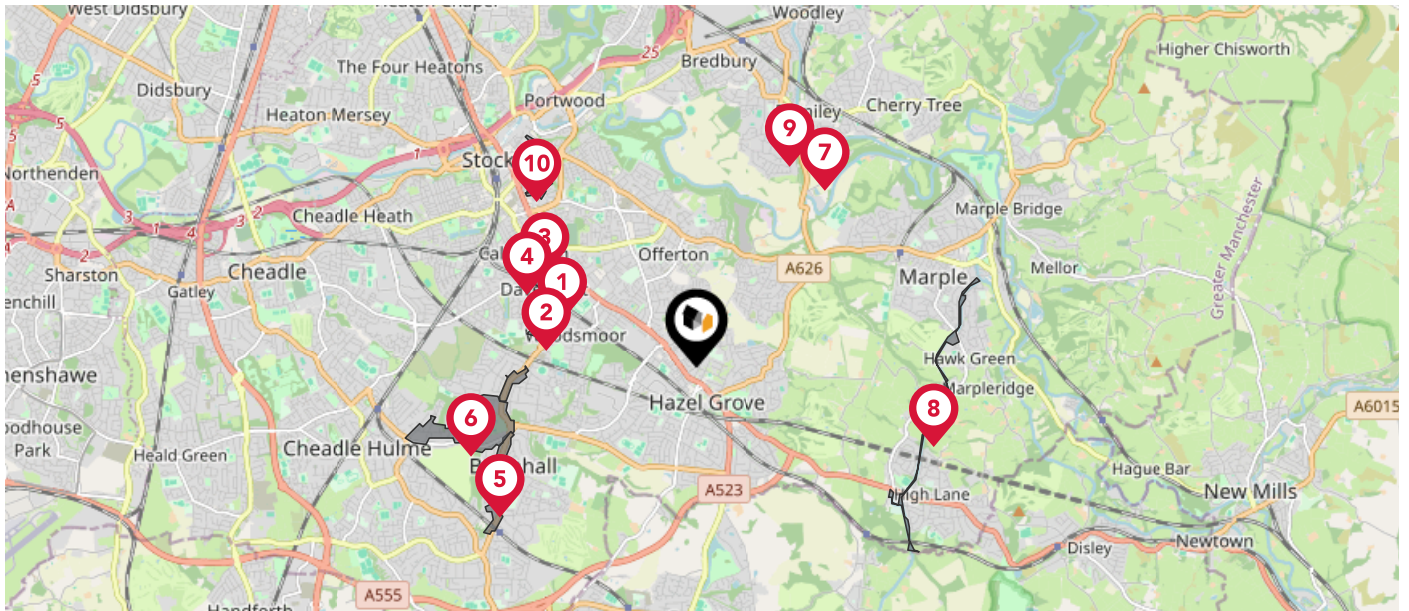 West Didsbury
Woodley
Higher Chisworth
25
Bredbury
The Four Heatons
5
Didsbury
Portwood
Cherry Tree
Heaton Mersey
5
9
5
1
7
10
Northenden
A
3
2
Cheadle Heath
Marple Bridge
1
3
4
3
A
4
Offerton
A626
Mellor
Sharston
Cheadle
Marple
Greater Manchester
Gatley
1
2
Woodsmoor
Hawk Green
Marpleridge
Hazel Grove
8
A6015
6
Park
Heald Green
Cheadle Hulme
5
Hague Bar
A523
High Lane
New Mills
Disley
Newtown
A555
Handforth